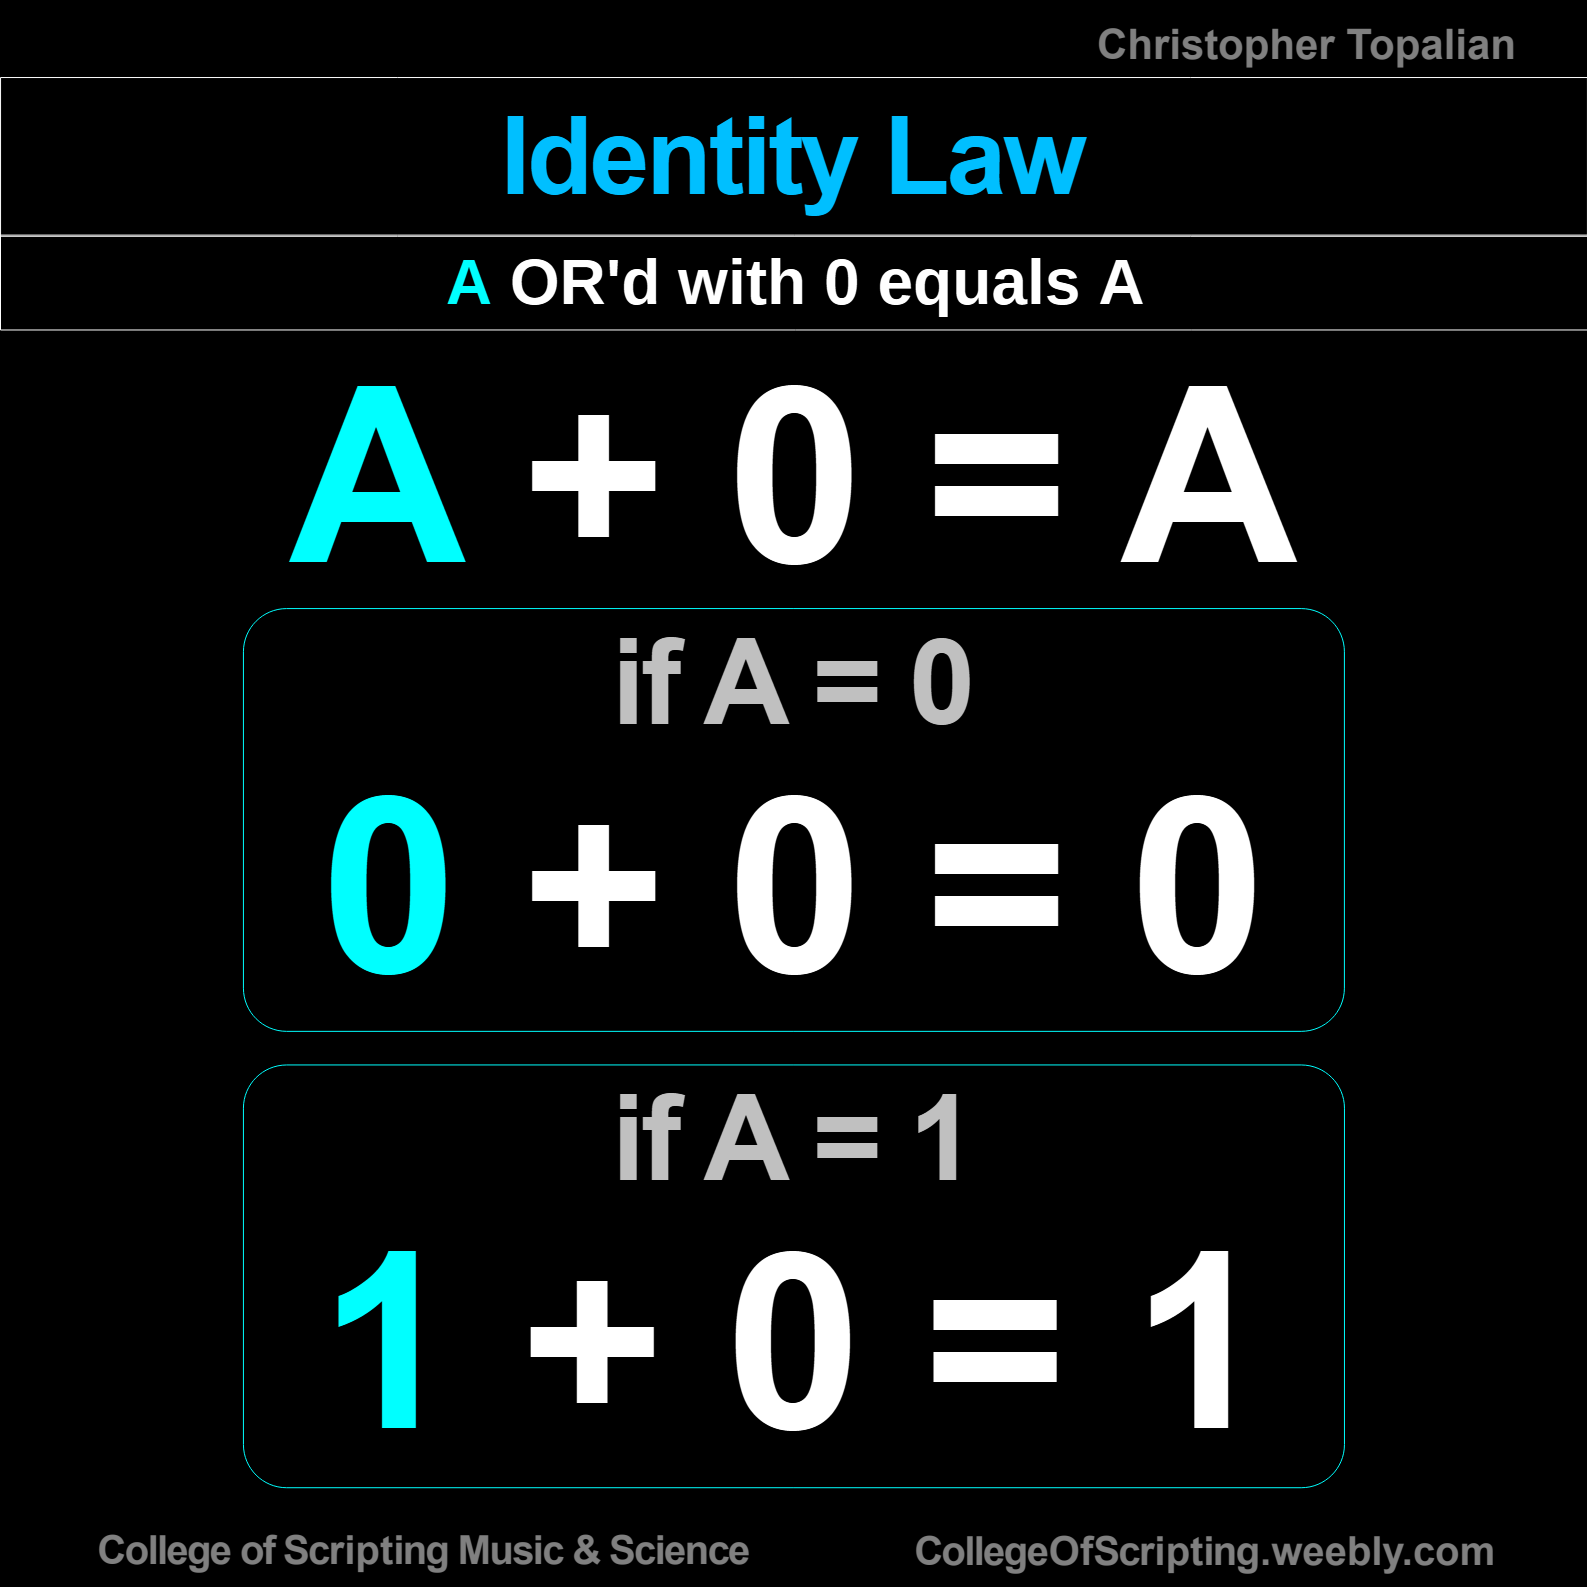 Christopher Topalian
Identity Law
A OR'd with 0 equals A
A + 0 = A
if A = 0
0 + 0 = 0
if A = 1
1 + 0 = 1
College of Scripting Music & Science
CollegeOfScripting.weebly.com